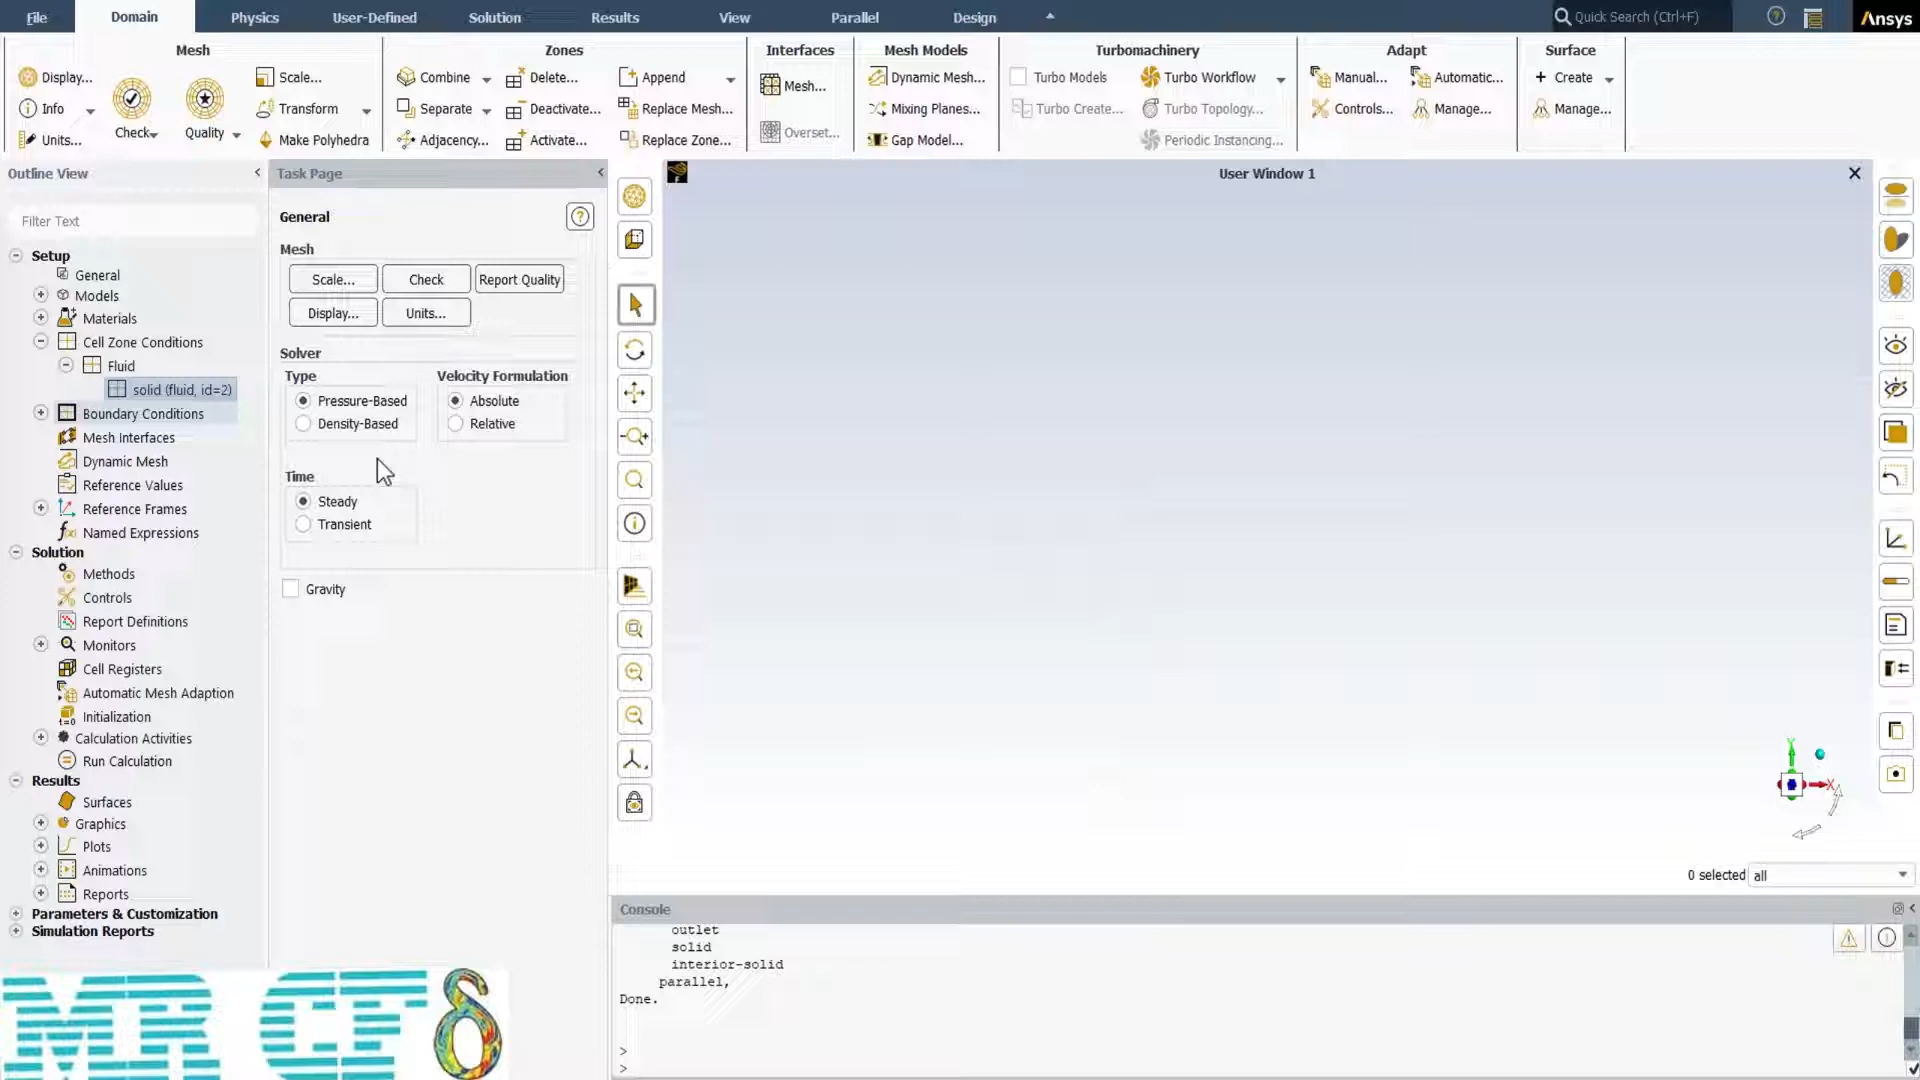 File Domain Physics User-Defined Solution Results View Parallel Design Quick Search (Ctrl+F) Ansys
Mesh Zones Interfaces Mesh Models Turbomachinery Adapt Surface
Display... Scale... Combine Delete... Append Mesh... Dynamic Mesh... Turbo Models Turbo Workflow Manual... Automatic... + Create
Info Check Quality Transform Separate Deactivate... Replace Mesh... Mixing Planes... Turbo Create... Turbo Topology... Controls... Manage... Manage...
Units... Make Polyhedra Adjacency... Activate... Replace Zone... Overset... Gap Model... Periodic Instancing...
Outline View
Filter Text
Setup
General
Models
Materials
Cell Zone Conditions
Fluid
solid (fluid, id=2)
Boundary Conditions
Mesh Interfaces
Dynamic Mesh
Reference Values
Reference Frames
Named Expressions
Solution
Methods
Controls
Report Definitions
Monitors
Cell Registers
Automatic Mesh Adaption
Initialization
Calculation Activities
Run Calculation
Results
Surfaces
Graphics
Plots
Animations
Reports
Parameters & Customization
Simulation Reports
Task Page
General
Mesh
Scale... Check Report Quality
Display... Units...
Solver
Type Velocity Formulation
Pressure-Based Absolute
Density-Based Relative
Time
Steady
Transient
Gravity
User Window 1
Y
X
0 selected all
Console
outlet
solid
interior-solid
parallel,
Done.
>
>
MR CF